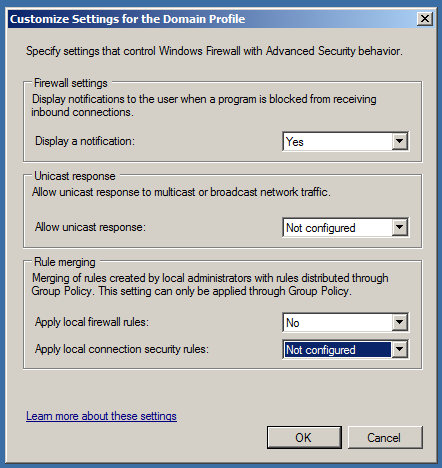 Customize Settings for the Domain Profile
Specify settings that control Windows Firewall with Advanced Security behavior.
Firewall settings
Display notifications to the user when a program is blocked from receiving
inbound connections.
Display a notification: Yes
Unicast response
Allow unicast response to multicast or broadcast network traffic.
Allow unicast response: Not configured
Rule merging
Merging of rules created by local administrators with rules distributed through
Group Policy. This setting can only be applied through Group Policy.
Apply local firewall rules: No
Apply local connection security rules: Not configured
Learn more about these settings
OK Cancel